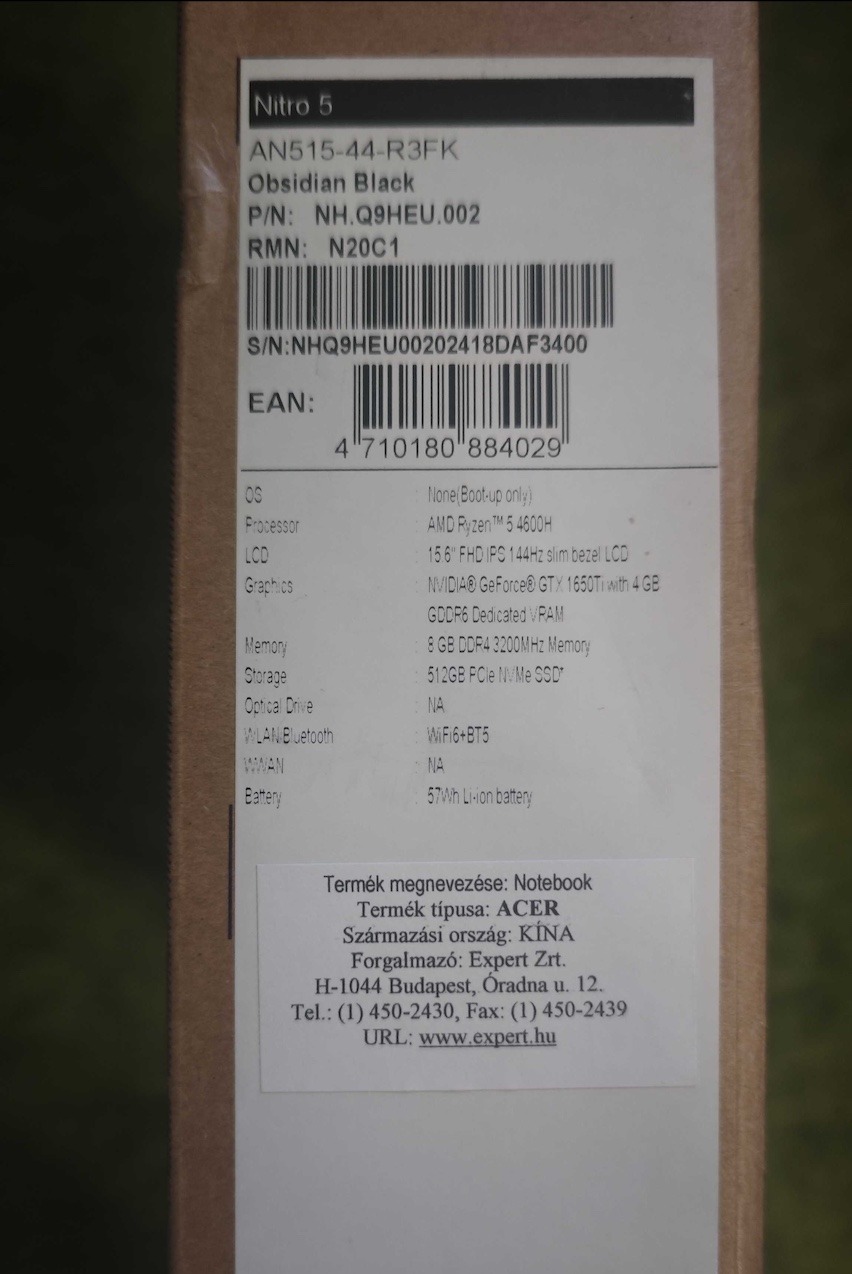 Nitro 5
AN515-44-R3FK
Obsidian Black
P/N: NH.Q9HEU.002
RMN: N20C1
S/N:NHQ9HEU00202418DAF3400
EAN:
4 710180 884029
OS : None(Boot-up only)
Processor : AMD Ryzen™ 5 4600H
LCD : 15.6" FHD IPS 144Hz slim bezel LCD
Graphics : NVIDIA® GeForce® GTX 1650Ti with 4 GB
GDDR6 Dedicated VRAM
Memory : 8 GB DDR4 3200MHz Memory
Storage : 512GB PCIe NVMe SSD*
Optical Drive : NA
WLAN/Bluetooth : WiFi6+BT5
WWAN : NA
Battery : 57Wh Li-ion battery
Termék megnevezése: Notebook
Termék típusa: ACER
Származási ország: KÍNA
Forgalmazó: Expert Zrt.
H-1044 Budapest, Óradna u. 12.
Tel.: (1) 450-2430, Fax: (1) 450-2439
URL: www.expert.hu